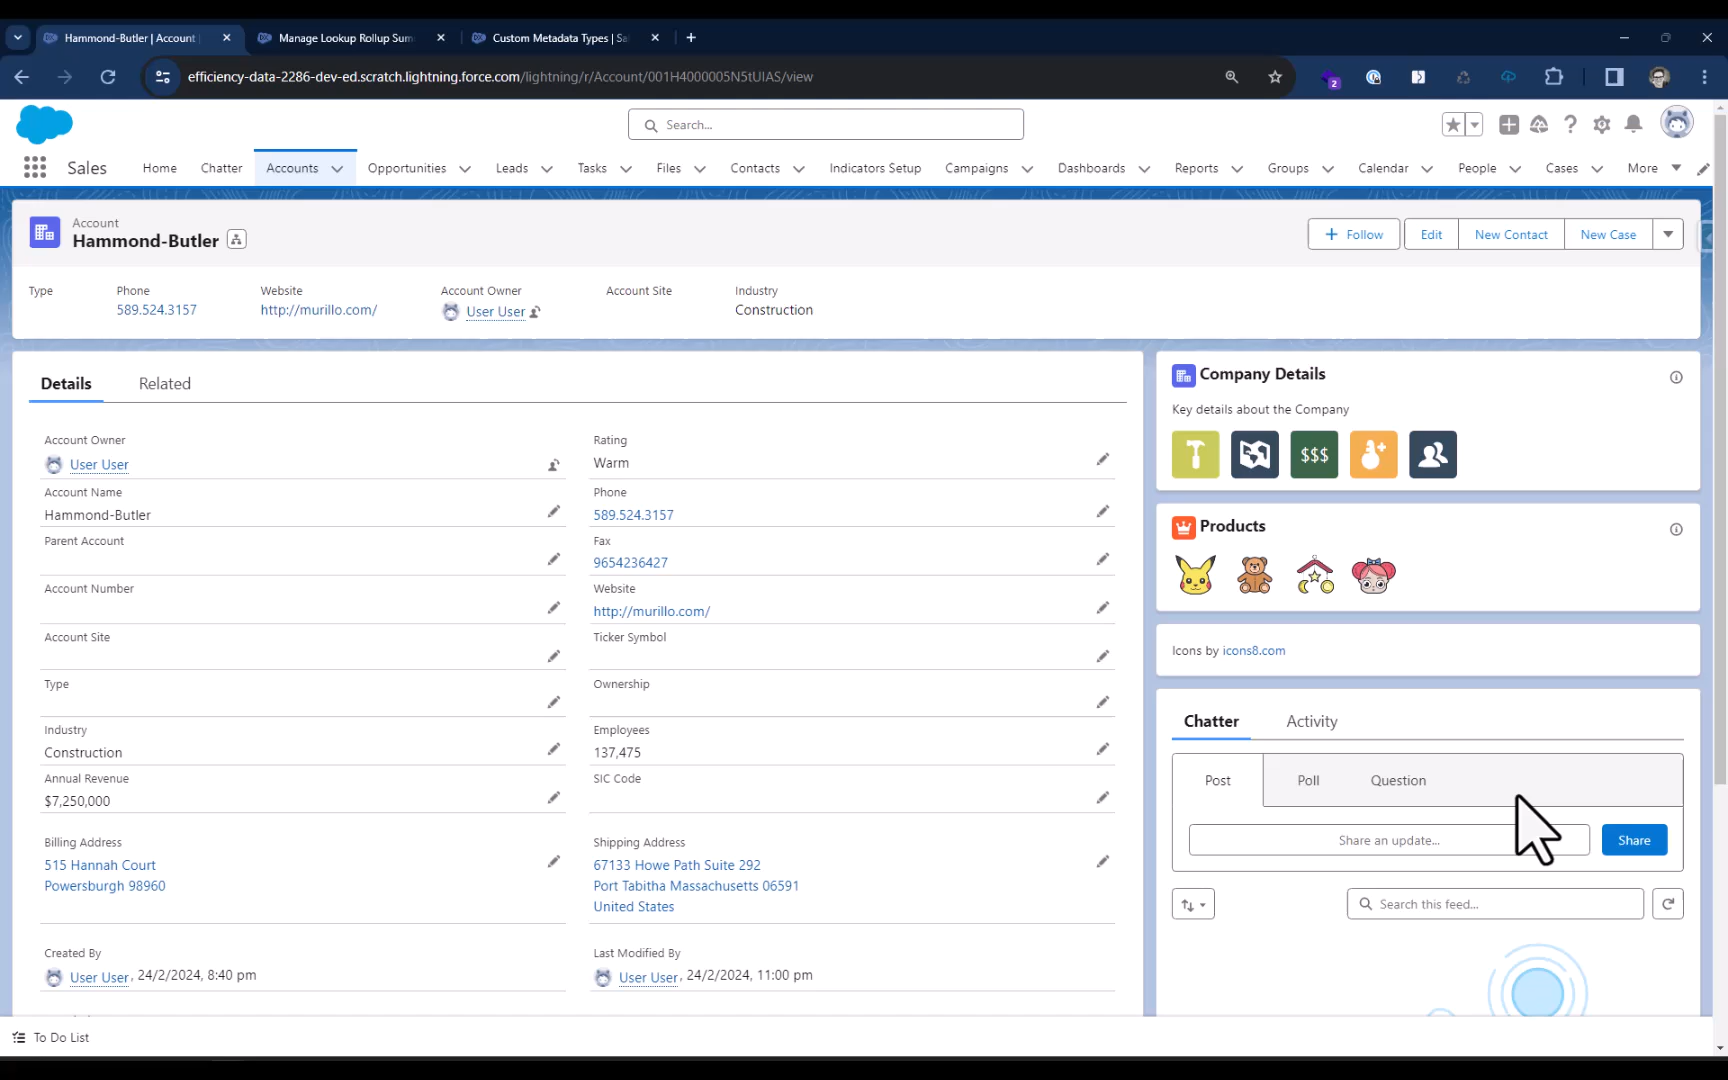 Hammond-Butler | Account
Manage Lookup Rollup Sum
Custom Metadata Types | Sa
efficiency-data-2286-dev-ed.scratch.lightning.force.com/lightning/r/Account/001H4000005N5tUIAS/view
2
Search...
Sales
Home
Chatter
Accounts
Opportunities
Leads
Tasks
Files
Contacts
Indicators Setup
Campaigns
Dashboards
Reports
Groups
Calendar
People
Cases
More
Account
Hammond-Butler
Follow
Edit
New Contact
New Case
Type
Phone
589.524.3157
Website
http://murillo.com/
Account Owner
User User
Account Site
Industry
Construction
Details
Related
Account Owner
User User
Rating
Warm
Account Name
Hammond-Butler
Phone
589.524.3157
Parent Account
Fax
9654236427
Account Number
Website
http://murillo.com/
Account Site
Ticker Symbol
Type
Ownership
Industry
Construction
Employees
137,475
Annual Revenue
$7,250,000
SIC Code
Billing Address
515 Hannah Court
Powersburgh 98960
Shipping Address
67133 Howe Path Suite 292
Port Tabitha Massachusetts 06591
United States
Created By
User User, 24/2/2024, 8:40 pm
Last Modified By
User User, 24/2/2024, 11:00 pm
Company Details
Key details about the Company
$$$
Products
Icons by icons8.com
Chatter
Activity
Post
Poll
Question
Share an update...
Share
Search this feed...
To Do List